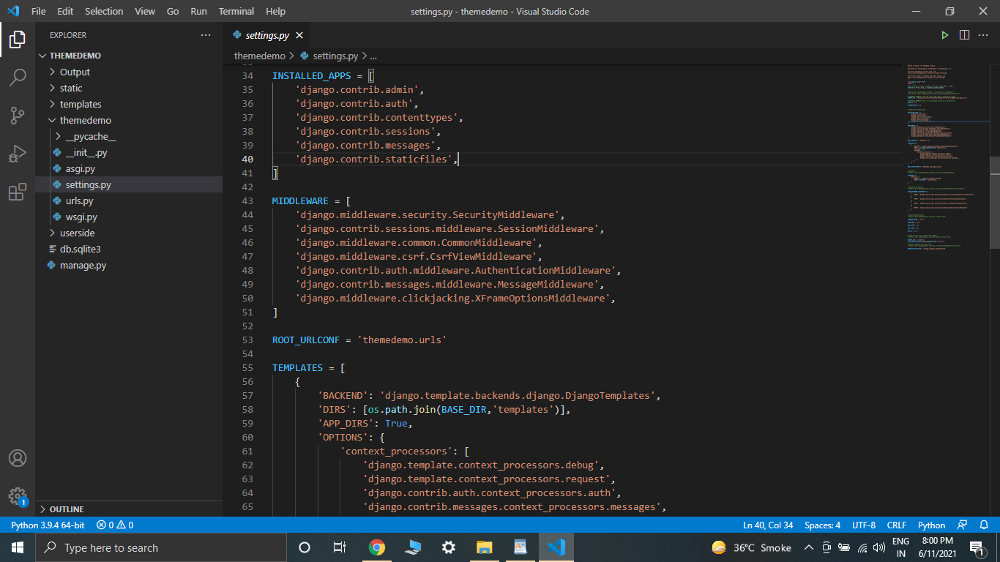 File Edit Selection View Go Run Terminal Help
settings.py - themedemo - Visual Studio Code
EXPLORER
THEMEDEMO
Output
static
templates
themedemo
__pycache__
__init__.py
asgi.py
settings.py
urls.py
wsgi.py
userside
db.sqlite3
manage.py
OUTLINE
settings.py
themedemo > settings.py > ...
34 INSTALLED_APPS = [
35 'django.contrib.admin',
36 'django.contrib.auth',
37 'django.contrib.contenttypes',
38 'django.contrib.sessions',
39 'django.contrib.messages',
40 'django.contrib.staticfiles',
41 ]
42
43 MIDDLEWARE = [
44 'django.middleware.security.SecurityMiddleware',
45 'django.contrib.sessions.middleware.SessionMiddleware',
46 'django.middleware.common.CommonMiddleware',
47 'django.middleware.csrf.CsrfViewMiddleware',
48 'django.contrib.auth.middleware.AuthenticationMiddleware',
49 'django.contrib.messages.middleware.MessageMiddleware',
50 'django.middleware.clickjacking.XFrameOptionsMiddleware',
51 ]
52
53 ROOT_URLCONF = 'themedemo.urls'
54
55 TEMPLATES = [
56 {
57 'BACKEND': 'django.template.backends.django.DjangoTemplates',
58 'DIRS': [os.path.join(BASE_DIR,'templates')],
59 'APP_DIRS': True,
60 'OPTIONS': {
61 'context_processors': [
62 'django.template.context_processors.debug',
63 'django.template.context_processors.request',
64 'django.contrib.auth.context_processors.auth',
65 'django.contrib.messages.context_processors.messages',
1
Python 3.9.4 64-bit 0 0 Ln 40, Col 34 Spaces: 4 UTF-8 CRLF Python
Type here to search
36°C Smoke
ENG
IN
8:00 PM
6/11/2021
1